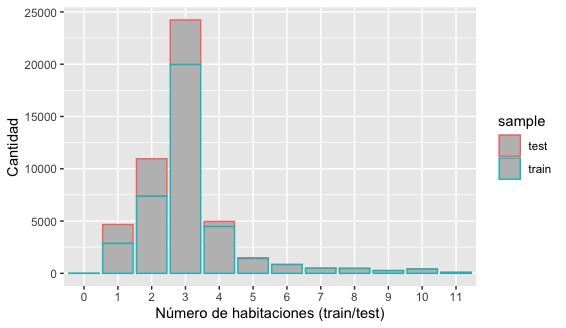 25000
20000
15000
10000
5000
0
Cantidad
0 1 2 3 4 5 6 7 8 9 10 11
Número de habitaciones (train/test)
sample
test
train